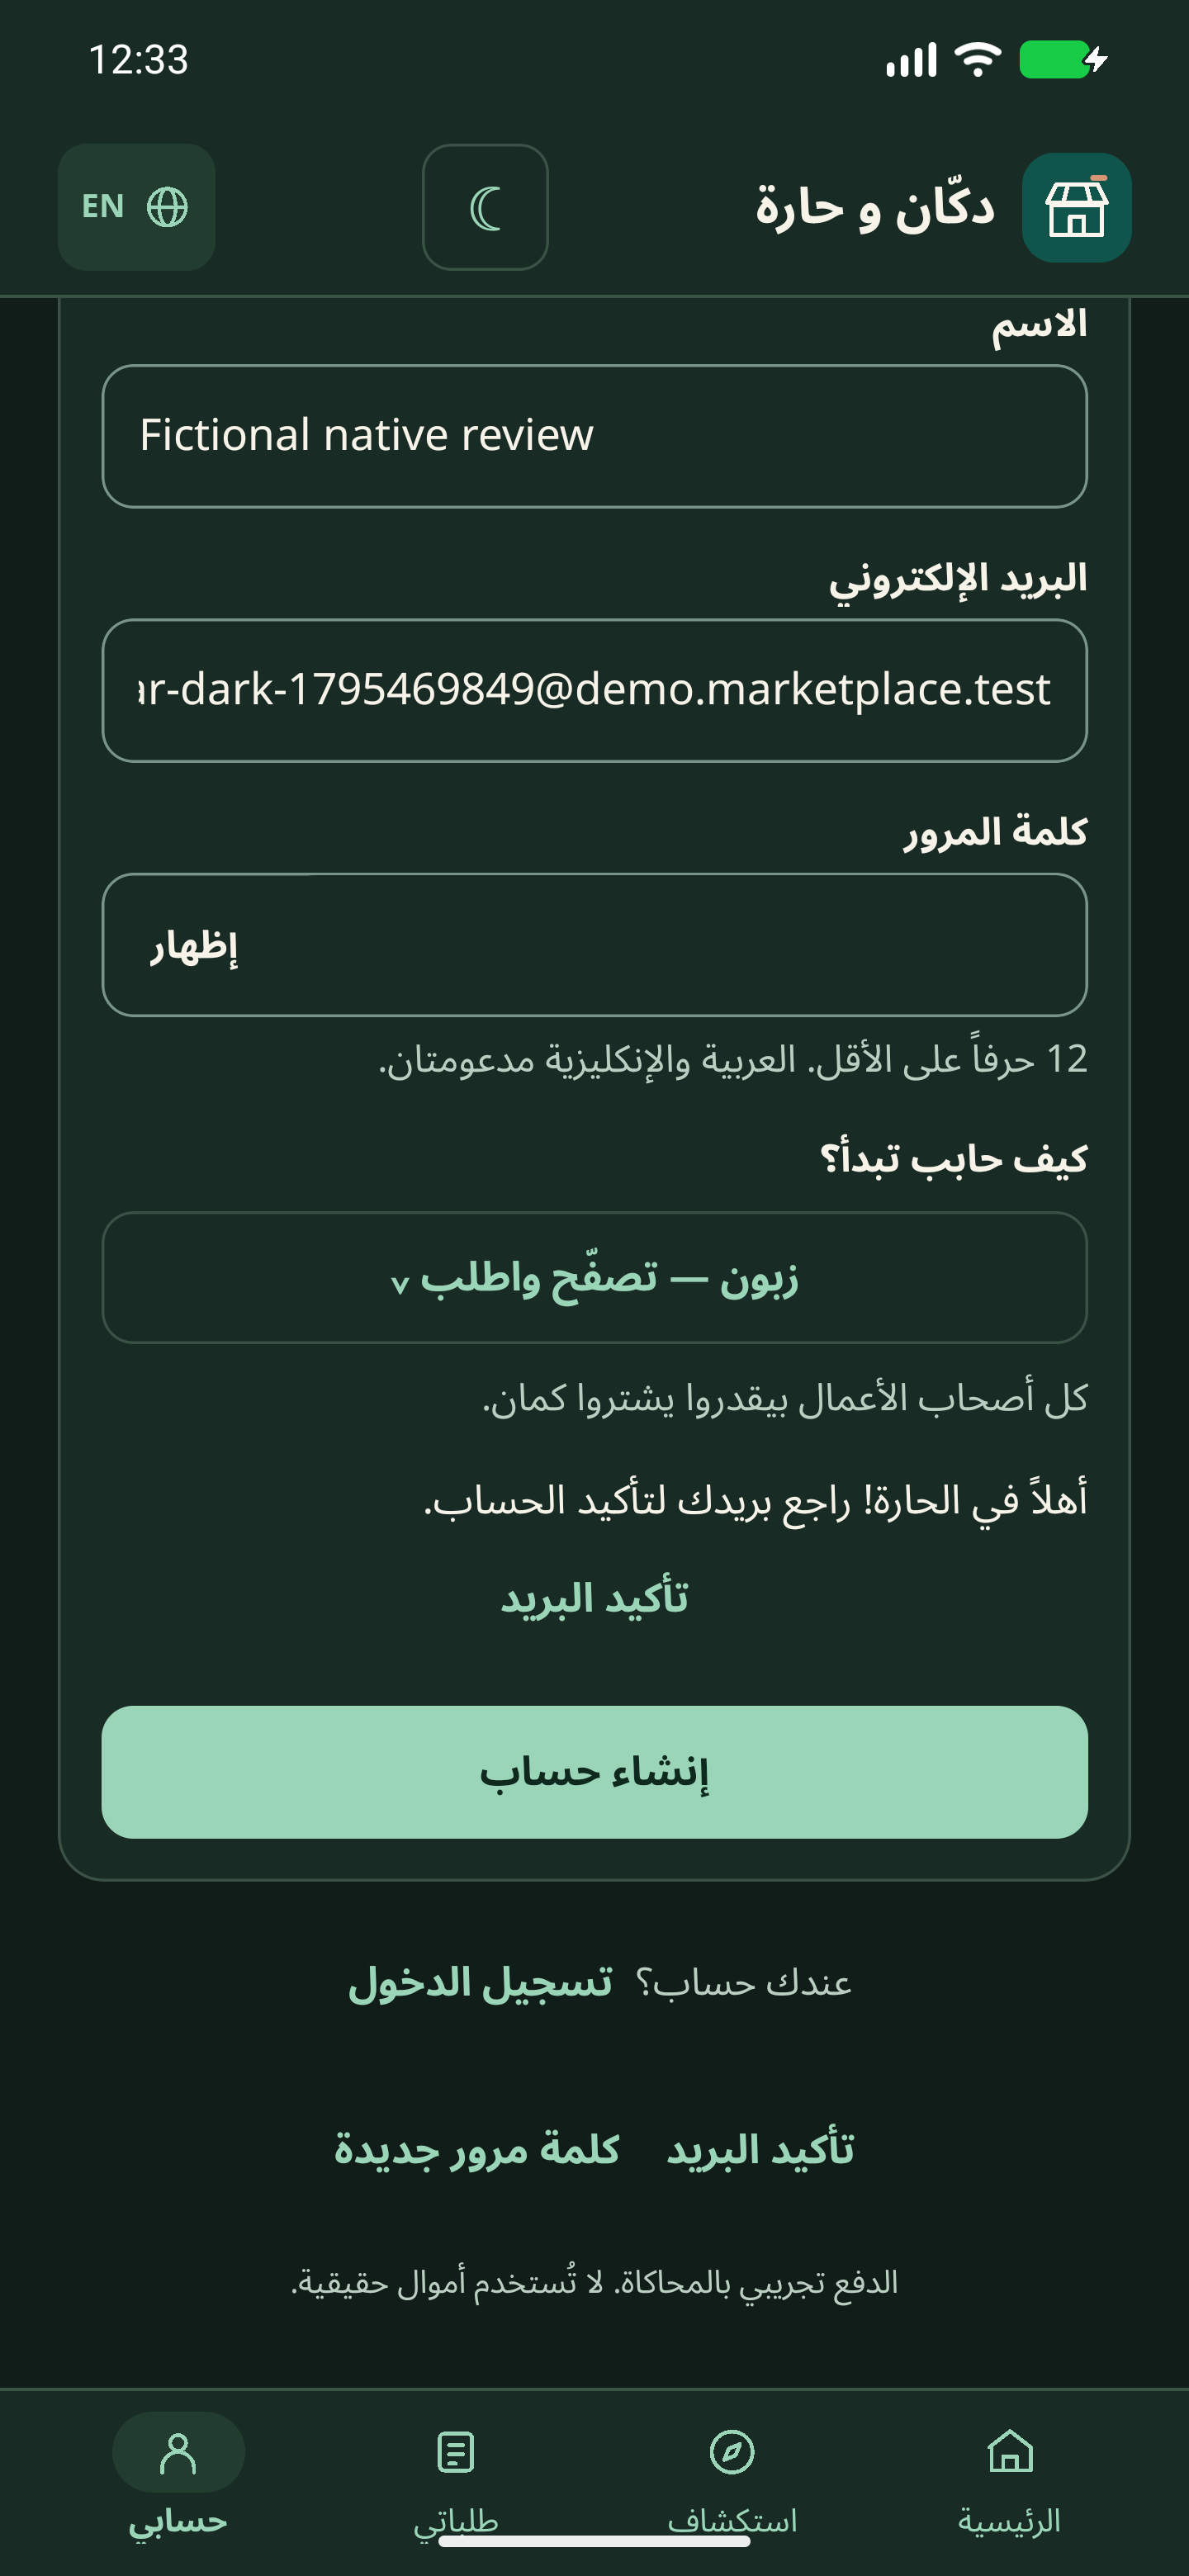 12:33
دكّان و حارة
EN
الاسم
Fictional native review
البريد الإلكتروني
ar-dark-1795469849@demo.marketplace.test
كلمة المرور
إظهار
12 حرفاً على الأقل. العربية والإنكليزية مدعومتان.
كيف حابب تبدأ؟
زبون — تصفّح واطلب
كل أصحاب الأعمال بيقدروا يشتروا كمان.
أهلاً في الحارة! راجع بريدك لتأكيد الحساب.
تأكيد البريد
إنشاء حساب
عندك حساب؟ تسجيل الدخول
تأكيد البريد كلمة مرور جديدة
الدفع تجريبي بالمحاكاة. لا تُستخدم أموال حقيقية.
الرئيسية استكشاف طلباتي حسابي